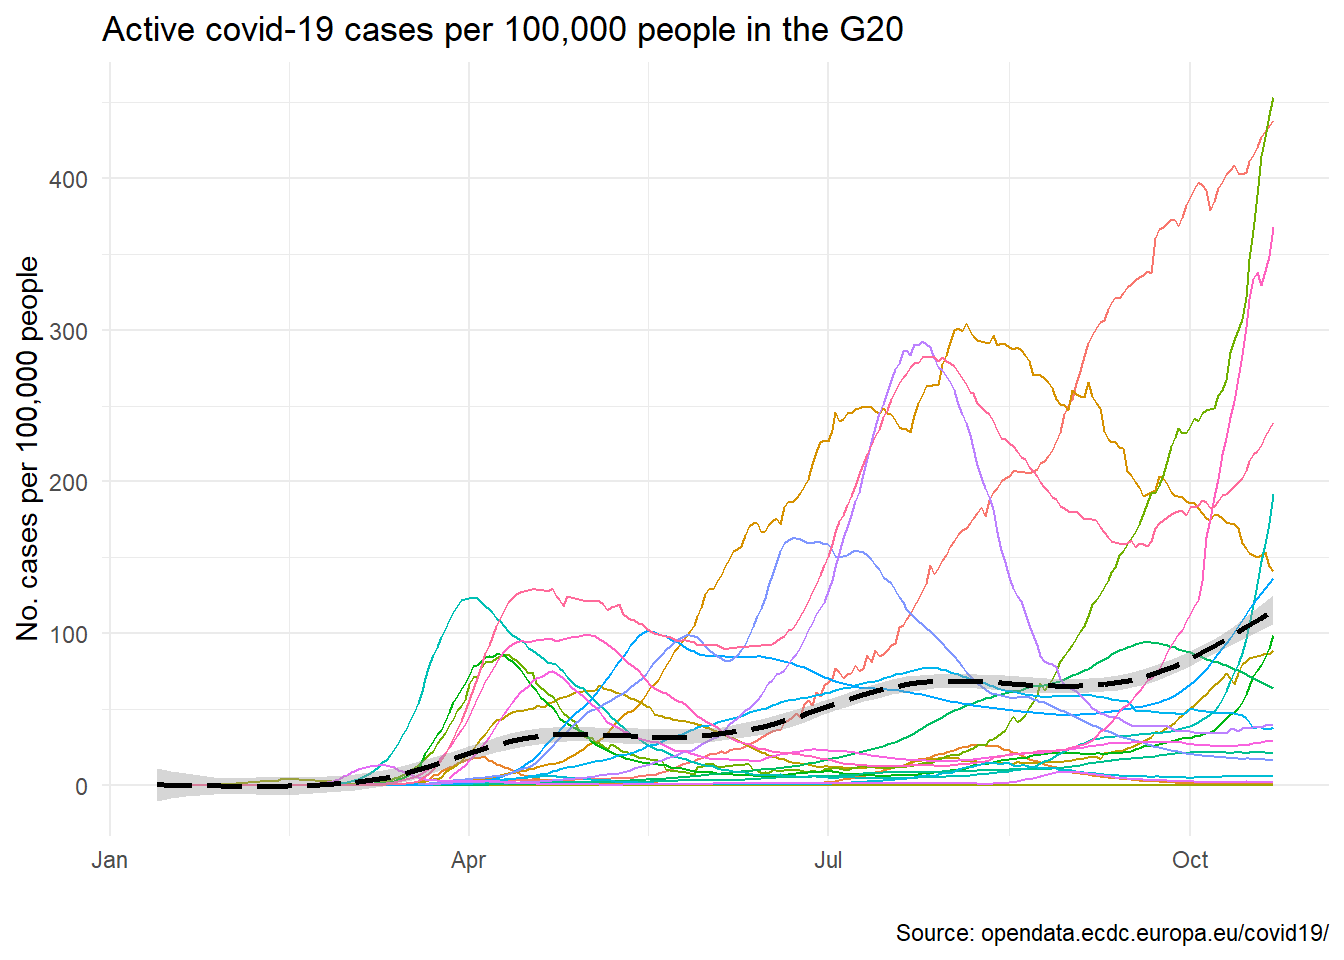 Active covid-19 cases per 100,000 people in the G20
No. cases per 100,000 people
400
300
200
100
0
Jan
Apr
Jul
Oct
Source: opendata.ecdc.europa.eu/covid19/